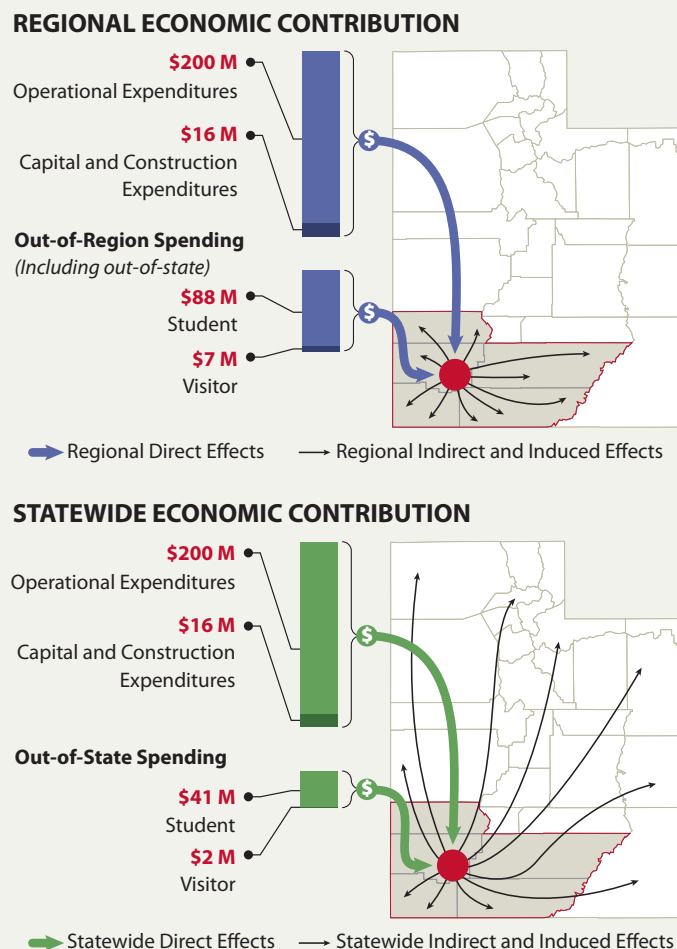 REGIONAL ECONOMIC CONTRIBUTION
$200 M
Operational Expenditures
$16 M
Capital and Construction
Expenditures
$
Out-of-Region Spending
(Including out-of-state)
$88 M
Student
$7 M
Visitor
$
Regional Direct Effects
Regional Indirect and Induced Effects
STATEWIDE ECONOMIC CONTRIBUTION
$200 M
Operational Expenditures
$16 M
Capital and Construction
Expenditures
$
Out-of-State Spending
$41 M
Student
$2 M
Visitor
$
Statewide Direct Effects
Statewide Indirect and Induced Effects